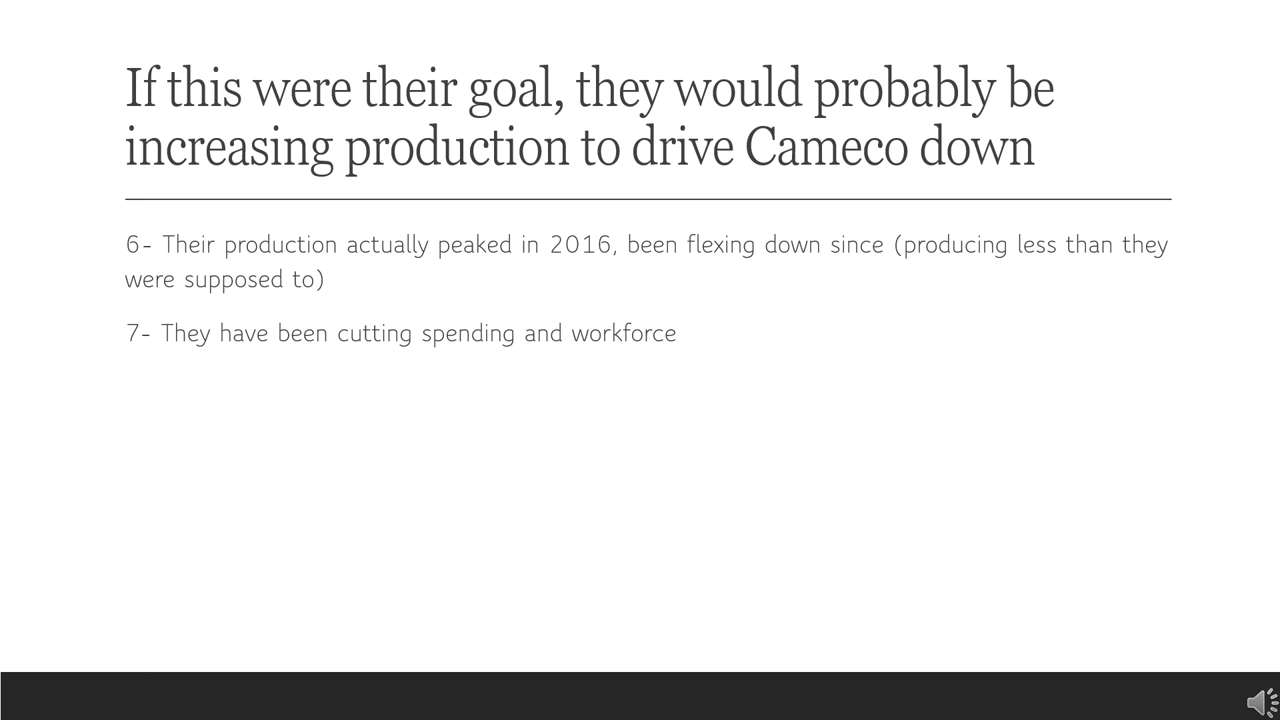 If this were their goal, they would probably be
increasing production to drive Cameco down
6- Their production actually peaked in 2016, been flexing down since (producing less than they
were supposed to)
7- They have been cutting spending and workforce